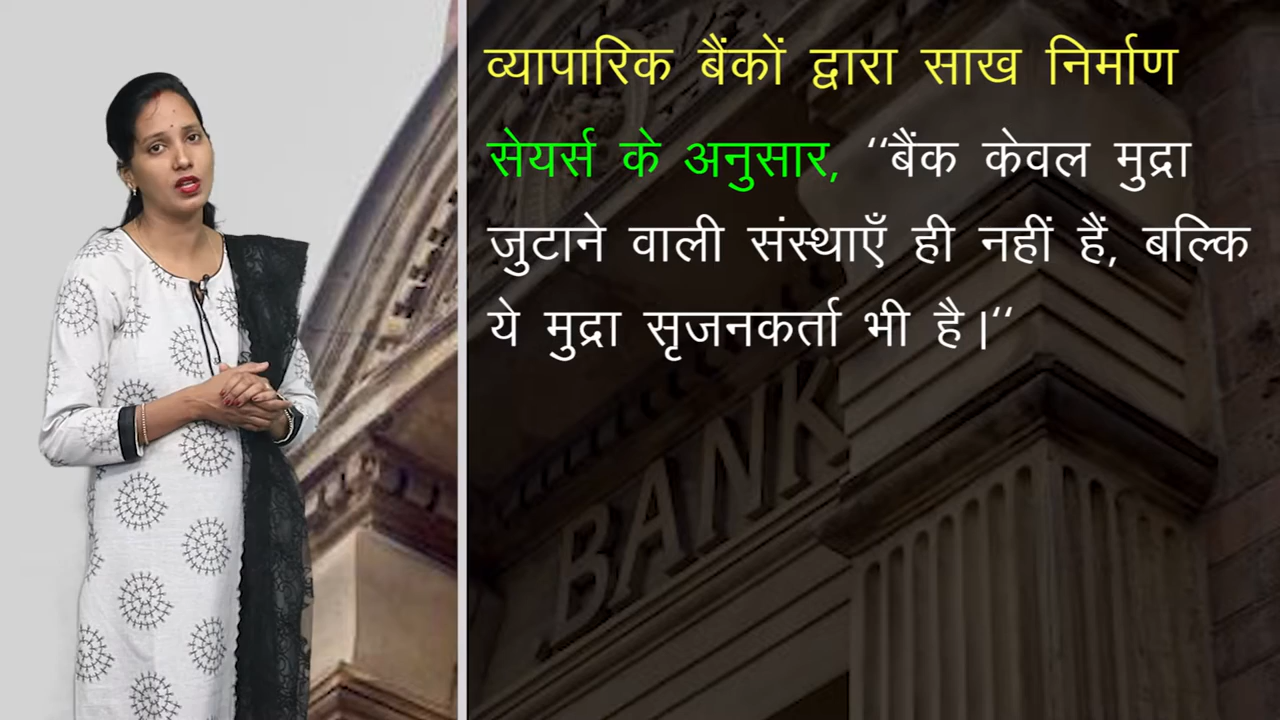 व्यापारिक बैंकों द्वारा साख निर्माण
सेयर्स के अनुसार, ‘‘बैंक केवल मुद्रा
जुटाने वाली संस्थाएँ ही नहीं हैं, बल्कि
ये मुद्रा सृजनकर्ता भी है।‘‘
BANK